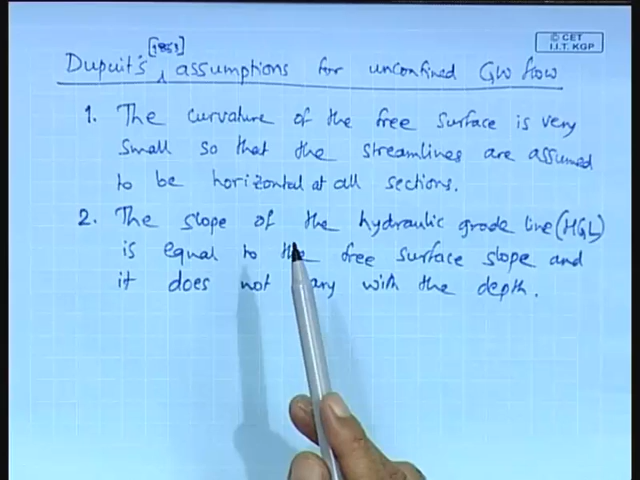 © CET
I.I.T. KGP
[1863]
Dupuit's ^ assumptions for unconfined GW flow
1. The curvature of the free surface is very
small so that the streamlines are assumed
to be horizontal at all sections.
2. The slope of the hydraulic grade line (HGL)
is equal to the free surface slope and
it does not ary with the depth.